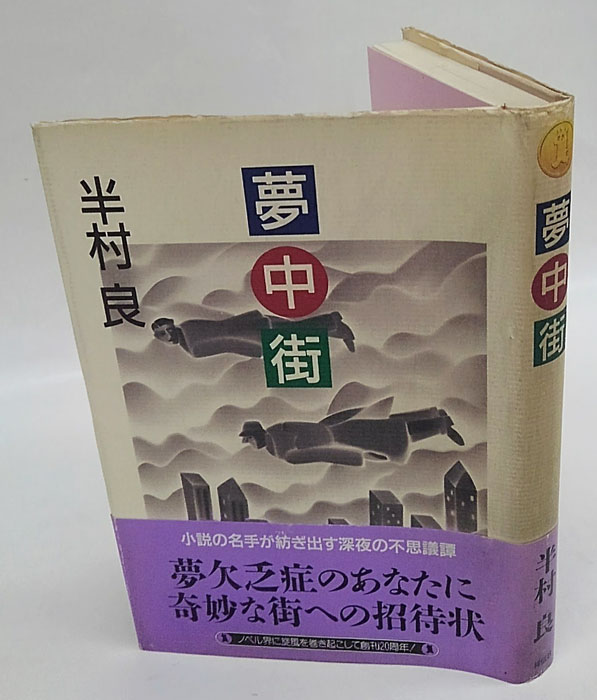 夢中街
半村良
小説の名手が紡ぎ出す深夜の不思議譚
夢欠乏症のあなたに
奇妙な街への招待状
ノベル界に旋風を巻き起こして創刊20周年!
夢中街
半村良